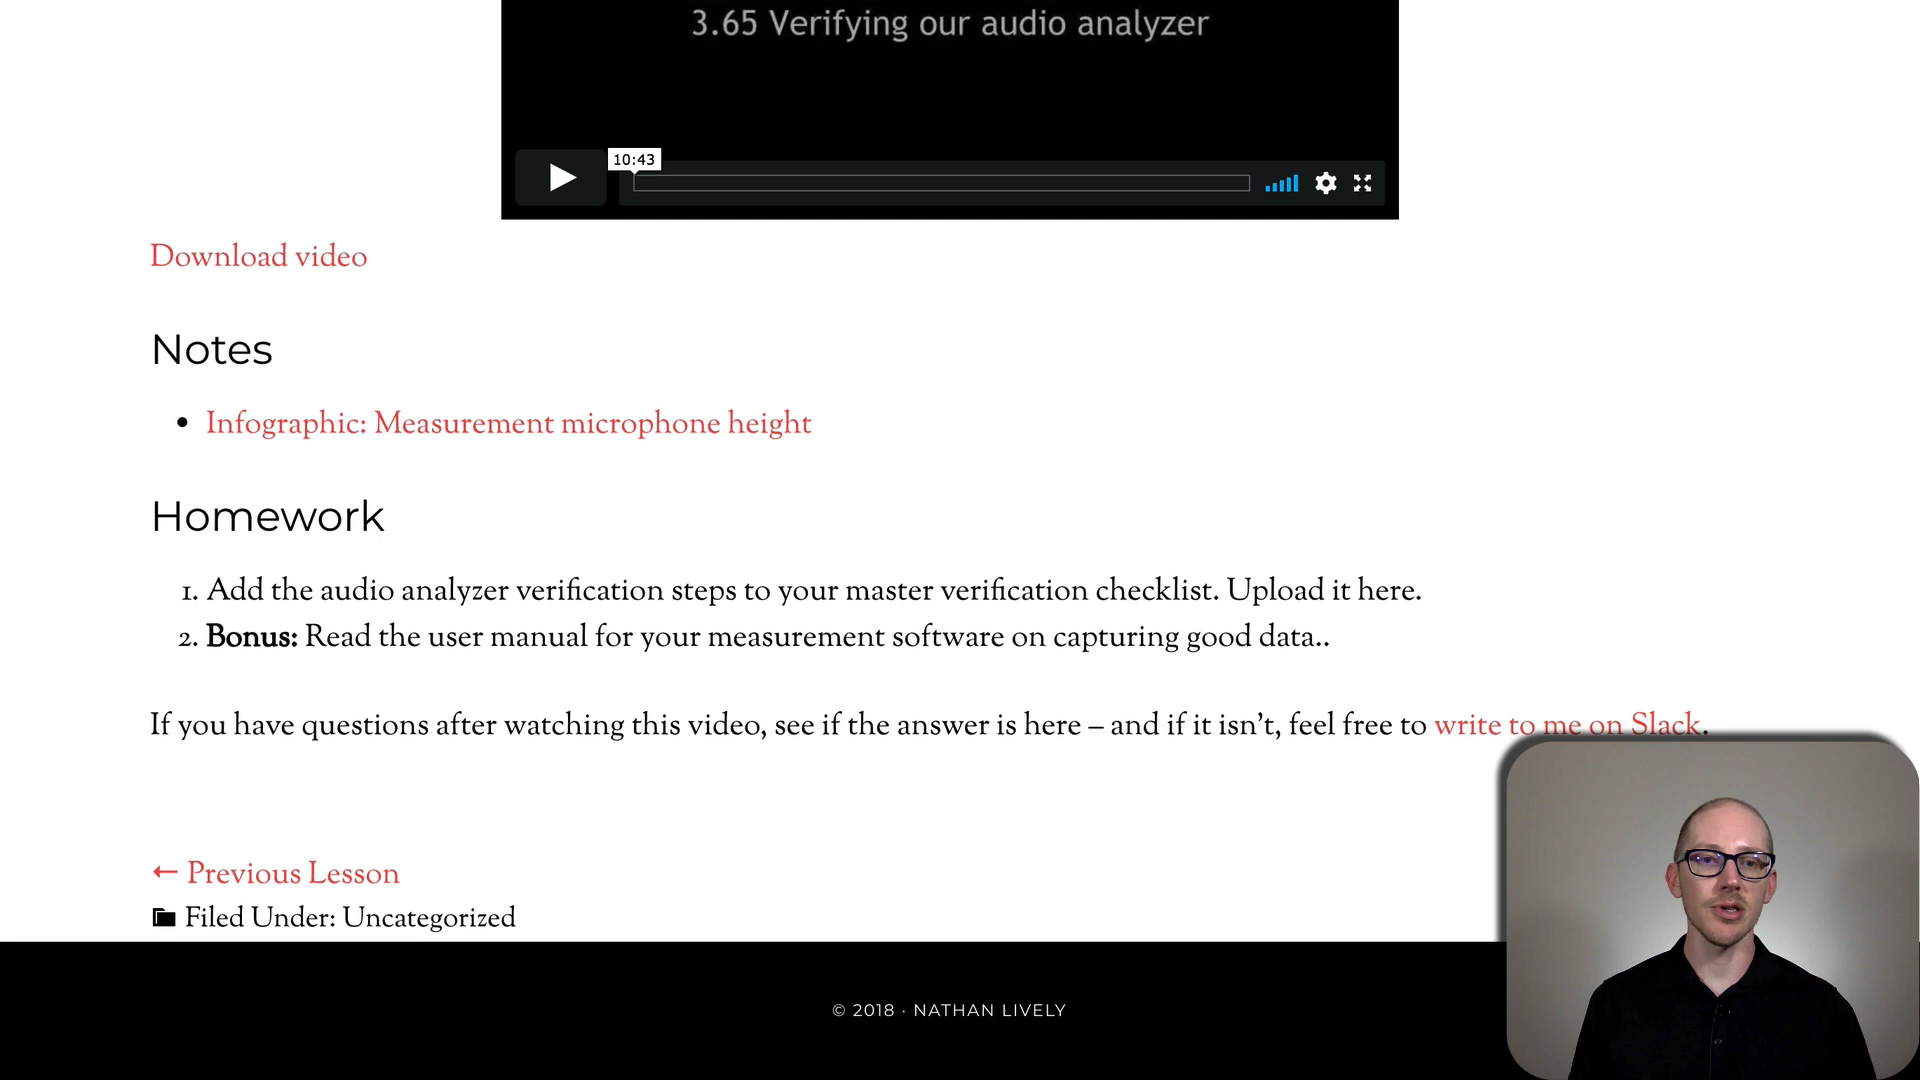 3.65 Verifying our audio analyzer
10:43
Download video
Notes
Infographic: Measurement microphone height
Homework
1. Add the audio analyzer verification steps to your master verification checklist. Upload it here.
2. Bonus: Read the user manual for your measurement software on capturing good data..
If you have questions after watching this video, see if the answer is here – and if it isn't, feel free to write to me on Slack.
← Previous Lesson
Filed Under: Uncategorized
© 2018 · NATHAN LIVELY